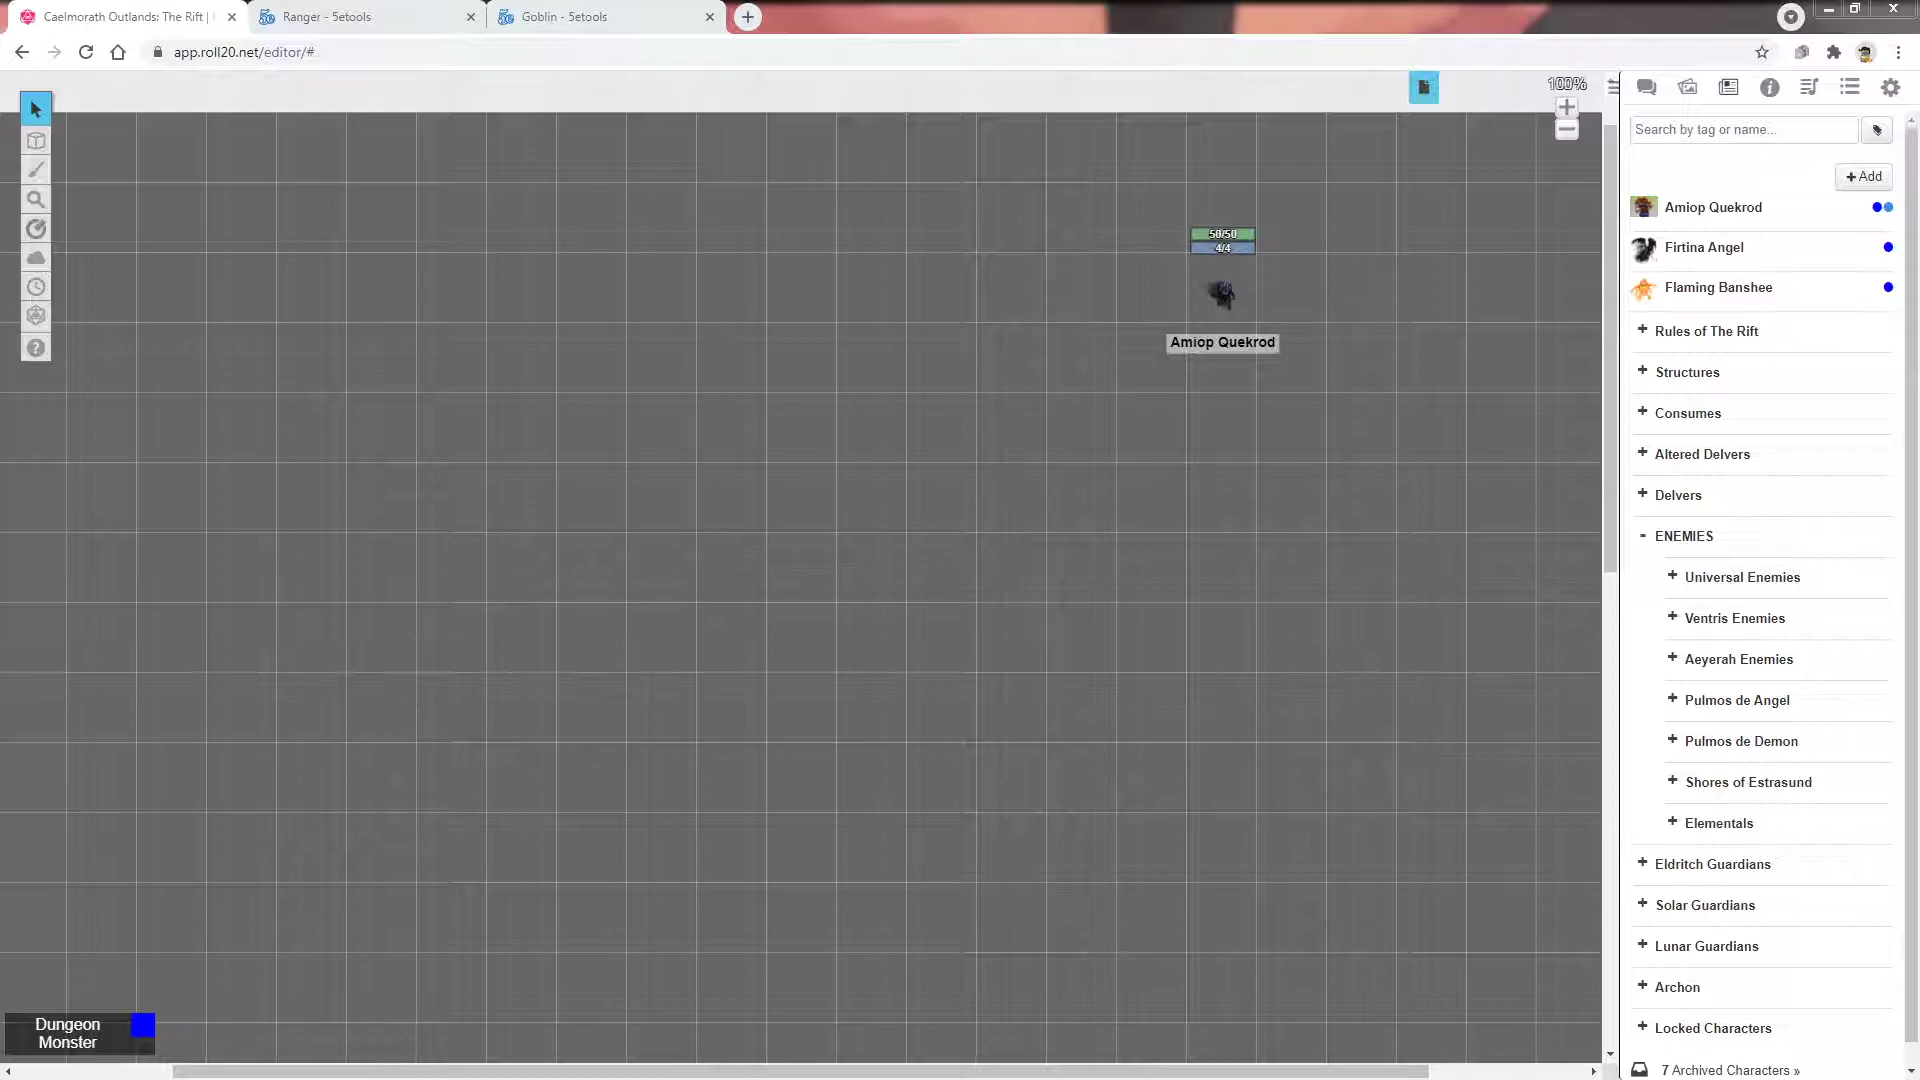 Caelmorath Outlands: The Rift |
Ranger - 5etools
Goblin - 5etools
app.roll20.net/editor/#
100%
Search by tag or name...
+ Add
Amiop Quekrod
Firtina Angel
Flaming Banshee
+ Rules of The Rift
+ Structures
+ Consumes
+ Altered Delvers
+ Delvers
- ENEMIES
+ Universal Enemies
+ Ventris Enemies
+ Aeyerah Enemies
+ Pulmos de Angel
+ Pulmos de Demon
+ Shores of Estrasund
+ Elementals
+ Eldritch Guardians
+ Solar Guardians
+ Lunar Guardians
+ Archon
+ Locked Characters
7 Archived Characters »
50/50
4/4
Amiop Quekrod
Dungeon
Monster